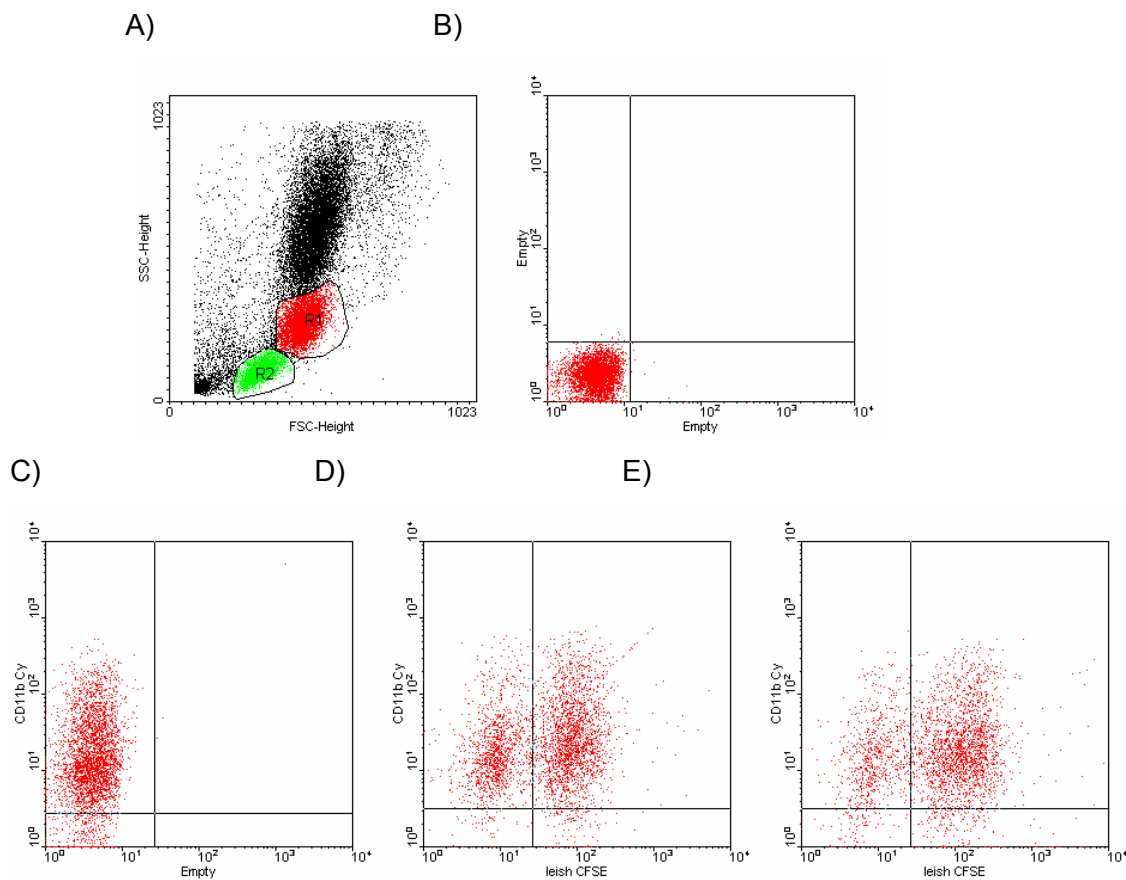 A)
B)
1023
SSC-Height
0
R1
R2
0
1023
FSC-Height
10⁴
10³
10²
10¹
10⁰
Empty
10⁰
10¹
10²
10³
10⁴
Empty
C)
D)
E)
10⁴
10³
10²
10¹
10⁰
CD11b Cy
10⁰
10¹
10²
10³
10⁴
Empty
10⁴
10³
10²
10¹
10⁰
CD11b Cy
10⁰
10¹
10²
10³
10⁴
leish CFSE
10⁴
10³
10²
10¹
10⁰
CD11b Cy
10⁰
10¹
10²
10³
10⁴
leish CFSE